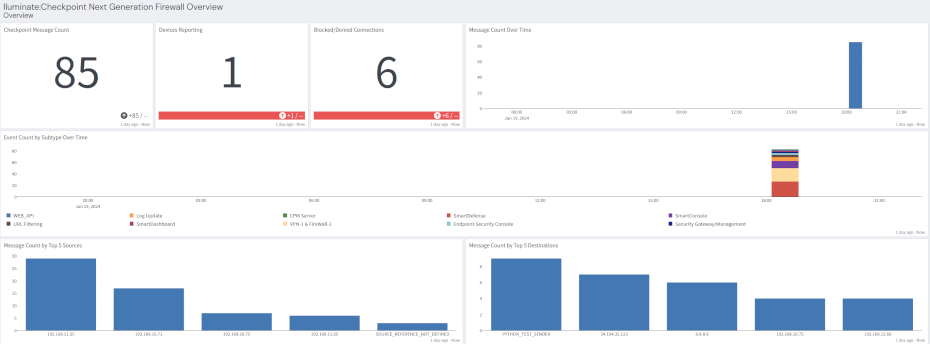 Iluminate:Checkpoint Next Generation Firewall Overview
Overview
Checkpoint Message Count
85
+85 / --
1 day ago - Now
Devices Reporting
1
+1 / --
1 day ago - Now
Blocked/Denied Connections
6
+6 / --
1 day ago - Now
Message Count Over Time
80
60
40
20
0
00:00 03:00 06:00 09:00 12:00 15:00 18:00 21:00
Jan 19, 2024
1 day ago - Now
Event Count by Subtype Over Time
80
60
40
20
0
00:00 03:00 06:00 09:00 12:00 15:00 18:00 21:00
Jan 19, 2024
WEB_API Log Update CPM Server SmartDefense SmartConsole
URL Filtering SmartDashboard VPN-1 & FireWall-1 Endpoint Security Console Security Gateway/Management
1 day ago - Now
Message Count by Top 5 Sources
30
25
20
15
10
5
0
192.168.11.55 192.168.10.71 192.168.10.75 192.168.11.65 SOURCE_REFERENCE_NOT_DEFINED
1 day ago - Now
Message Count by Top 5 Destinations
8
6
4
2
0
PYTHON_TEST_SENDER 8.8.8.8 192.168.10.75 192.168.11.60
1 day ago - Now